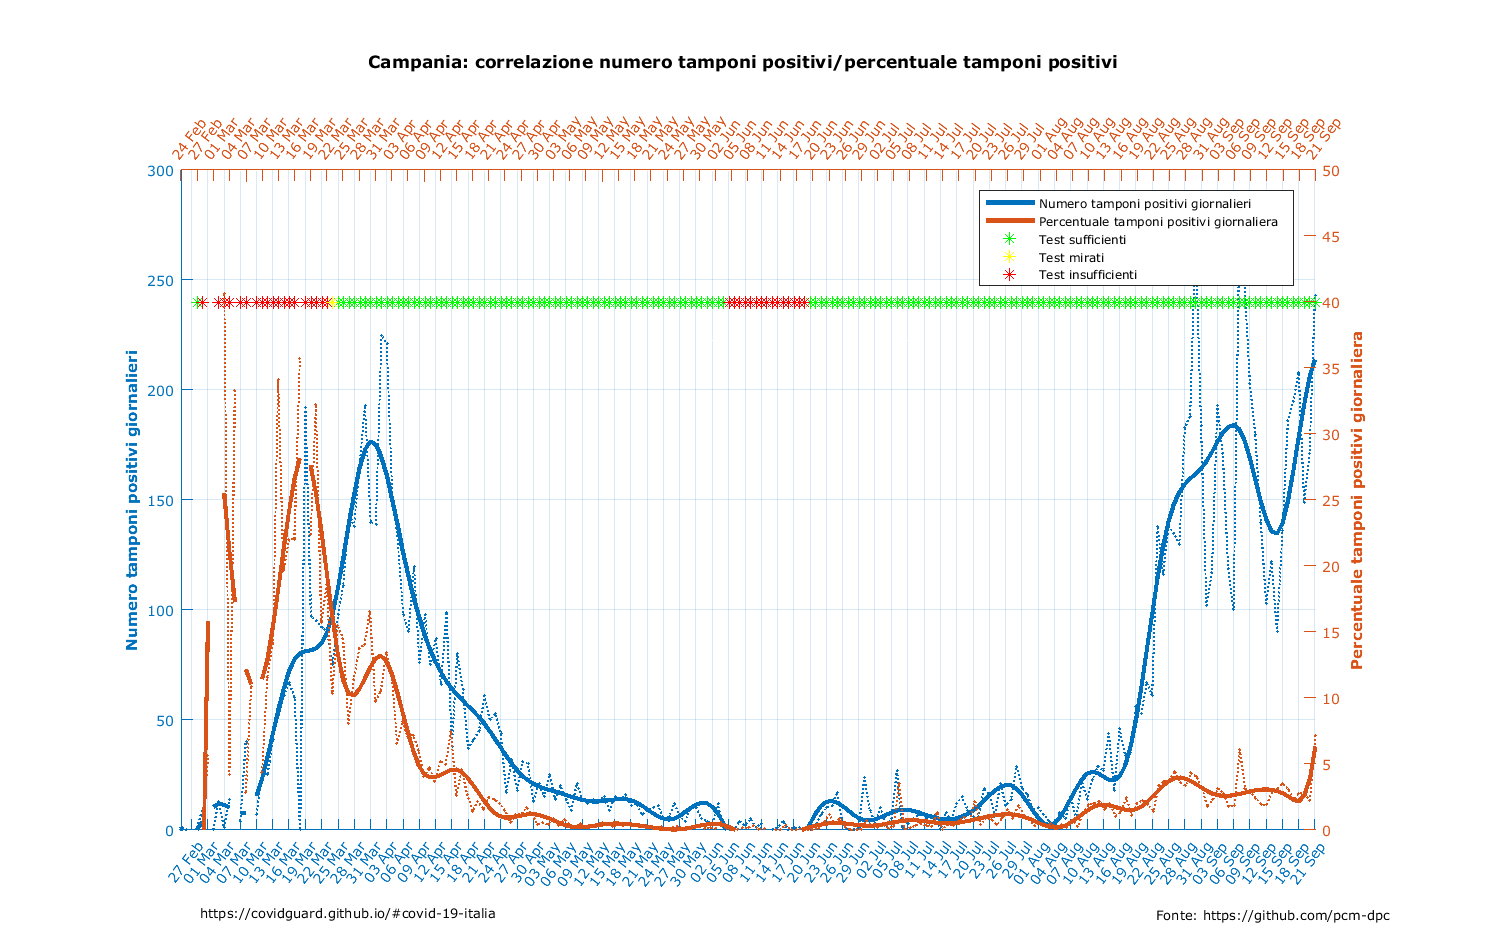 Campania: correlazione numero tamponi positivi/percentuale tamponi positivi
24 Feb
27 Feb
01 Mar
04 Mar
07 Mar
10 Mar
13 Mar
16 Mar
19 Mar
22 Mar
25 Mar
28 Mar
31 Mar
03 Apr
06 Apr
09 Apr
12 Apr
15 Apr
18 Apr
21 Apr
24 Apr
27 Apr
30 Apr
03 May
06 May
09 May
12 May
15 May
18 May
21 May
24 May
27 May
30 May
02 Jun
05 Jun
08 Jun
11 Jun
14 Jun
17 Jun
20 Jun
23 Jun
26 Jun
29 Jun
02 Jul
05 Jul
08 Jul
11 Jul
14 Jul
17 Jul
20 Jul
23 Jul
26 Jul
29 Jul
01 Aug
04 Aug
07 Aug
10 Aug
13 Aug
16 Aug
19 Aug
22 Aug
25 Aug
28 Aug
31 Aug
03 Sep
06 Sep
09 Sep
12 Sep
15 Sep
18 Sep
21 Sep
300
250
200
150
100
50
0
Numero tamponi positivi giornalieri
Numero tamponi positivi giornalieri
Percentuale tamponi positivi giornaliera
Test sufficienti
Test mirati
Test insufficienti
50
45
40
35
30
25
20
15
10
5
0
Percentuale tamponi positivi giornaliera
27 Feb
01 Mar
04 Mar
07 Mar
10 Mar
13 Mar
16 Mar
19 Mar
22 Mar
25 Mar
28 Mar
31 Mar
03 Apr
06 Apr
09 Apr
12 Apr
15 Apr
18 Apr
21 Apr
24 Apr
27 Apr
30 Apr
03 May
06 May
09 May
12 May
15 May
18 May
21 May
24 May
27 May
30 May
02 Jun
05 Jun
08 Jun
11 Jun
14 Jun
17 Jun
20 Jun
23 Jun
26 Jun
29 Jun
02 Jul
05 Jul
08 Jul
11 Jul
14 Jul
17 Jul
20 Jul
23 Jul
26 Jul
29 Jul
01 Aug
04 Aug
07 Aug
10 Aug
13 Aug
16 Aug
19 Aug
22 Aug
25 Aug
28 Aug
31 Aug
03 Sep
06 Sep
09 Sep
12 Sep
15 Sep
18 Sep
21 Sep
https://covidguard.github.io/#covid-19-italia
Fonte: https://github.com/pcm-dpc